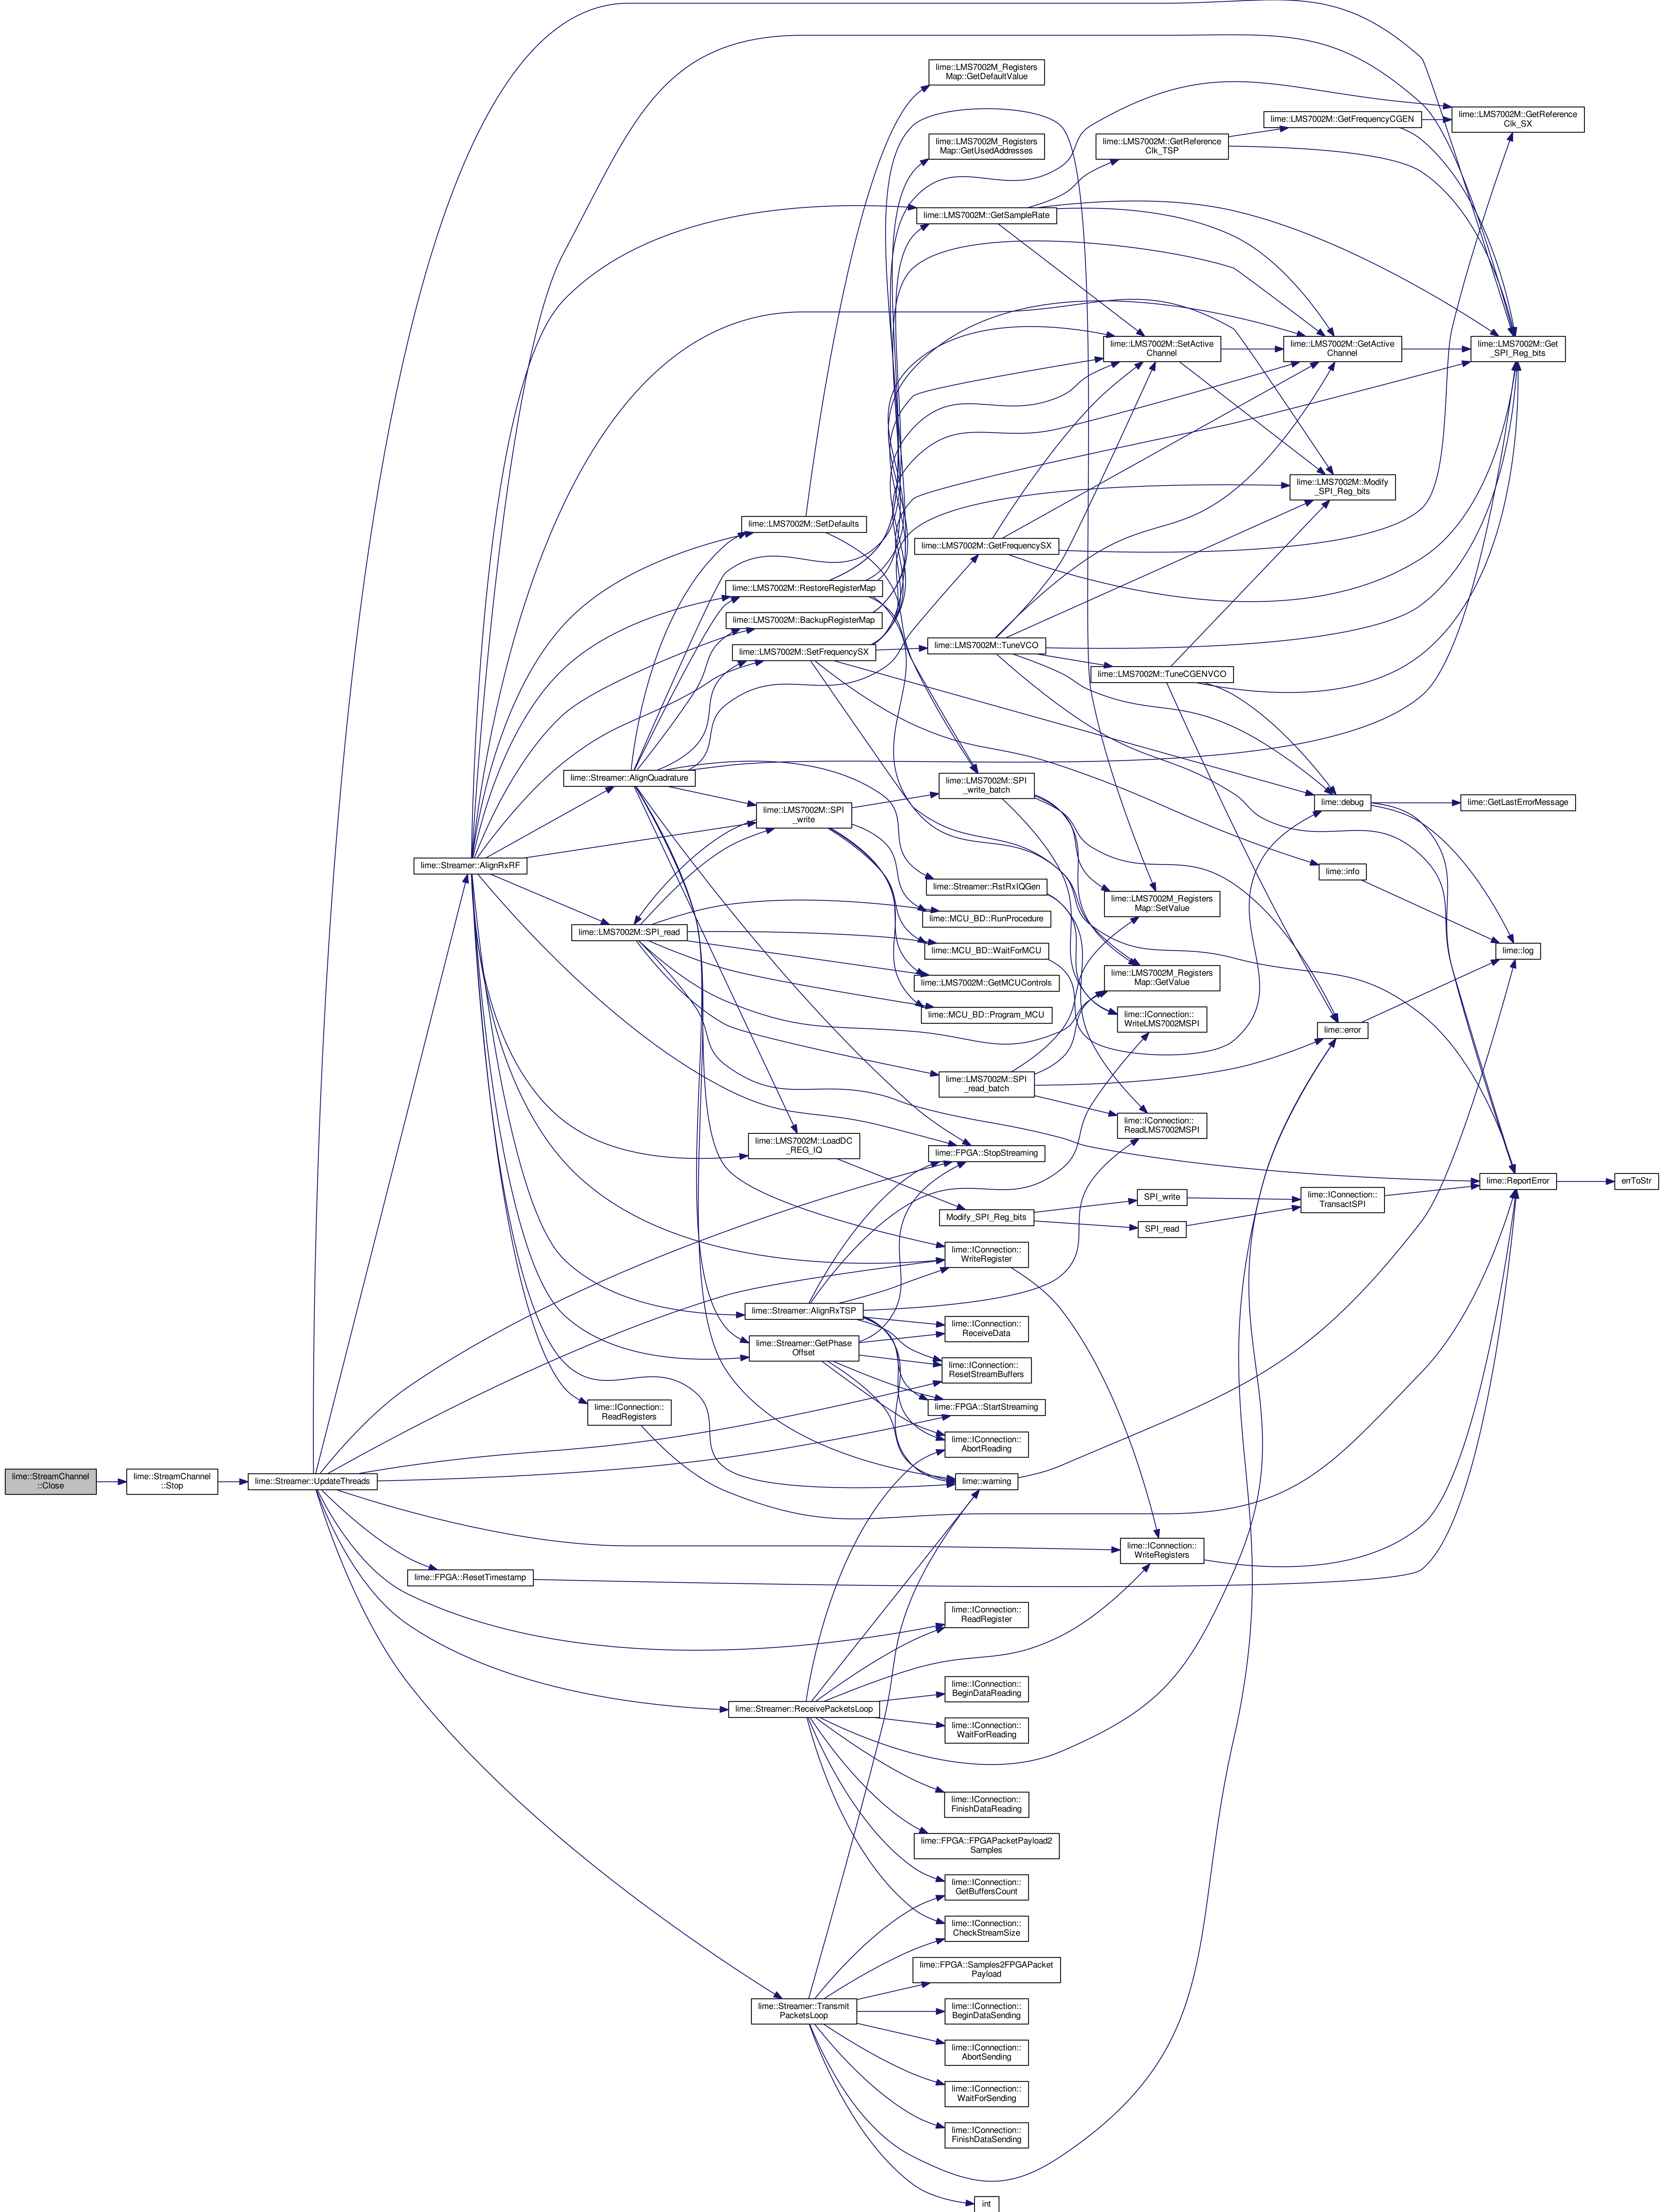 lime::LMS7002M_Registers
Map::GetDefaultValue
lime::LMS7002M::GetReference
Clk_SX
lime::LMS7002M::GetFrequencyCGEN
lime::LMS7002M_Registers
Map::GetUsedAddresses
lime::LMS7002M::GetReference
Clk_TSP
lime::LMS7002M::GetSampleRate
lime::LMS7002M::SetActive
Channel
lime::LMS7002M::GetActive
Channel
lime::LMS7002M::Get
_SPI_Reg_bits
lime::LMS7002M::Modify
_SPI_Reg_bits
lime::LMS7002M::SetDefaults
lime::LMS7002M::GetFrequencySX
lime::LMS7002M::RestoreRegisterMap
lime::LMS7002M::BackupRegisterMap
lime::LMS7002M::SetFrequencySX
lime::LMS7002M::TuneVCO
lime::LMS7002M::TuneCGENVCO
lime::Streamer::AlignQuadrature
lime::LMS7002M::SPI
_write_batch
lime::debug
lime::GetLastErrorMessage
lime::LMS7002M::SPI
_write
lime::Streamer::AlignRxRF
lime::info
lime::Streamer::RstRxIQGen
lime::LMS7002M_Registers
Map::SetValue
lime::MCU_BD::RunProcedure
lime::LMS7002M::SPI_read
lime::MCU_BD::WaitForMCU
lime::log
lime::LMS7002M_Registers
Map::GetValue
lime::LMS7002M::GetMCUControls
lime::MCU_BD::Program_MCU
lime::IConnection::
WriteLMS7002MSPI
lime::error
lime::LMS7002M::SPI
_read_batch
lime::IConnection::
ReadLMS7002MSPI
lime::LMS7002M::LoadDC
_REG_IQ
lime::FPGA::StopStreaming
lime::ReportError
errToStr
SPI_write
lime::IConnection::
TransactSPI
Modify_SPI_Reg_bits
SPI_read
lime::IConnection::
WriteRegister
lime::Streamer::AlignRxTSP
lime::IConnection::
ReceiveData
lime::Streamer::GetPhase
Offset
lime::IConnection::
ResetStreamBuffers
lime::IConnection::
ReadRegisters
lime::FPGA::StartStreaming
lime::IConnection::
AbortReading
lime::StreamChannel
::Close
lime::StreamChannel
::Stop
lime::Streamer::UpdateThreads
lime::warning
lime::IConnection::
WriteRegisters
lime::FPGA::ResetTimestamp
lime::IConnection::
ReadRegister
lime::IConnection::
BeginDataReading
lime::Streamer::ReceivePacketsLoop
lime::IConnection::
WaitForReading
lime::IConnection::
FinishDataReading
lime::FPGA::FPGAPacketPayload2
Samples
lime::IConnection::
GetBuffersCount
lime::IConnection::
CheckStreamSize
lime::FPGA::Samples2FPGAPacket
Payload
lime::Streamer::Transmit
PacketsLoop
lime::IConnection::
BeginDataSending
lime::IConnection::
AbortSending
lime::IConnection::
WaitForSending
lime::IConnection::
FinishDataSending
int